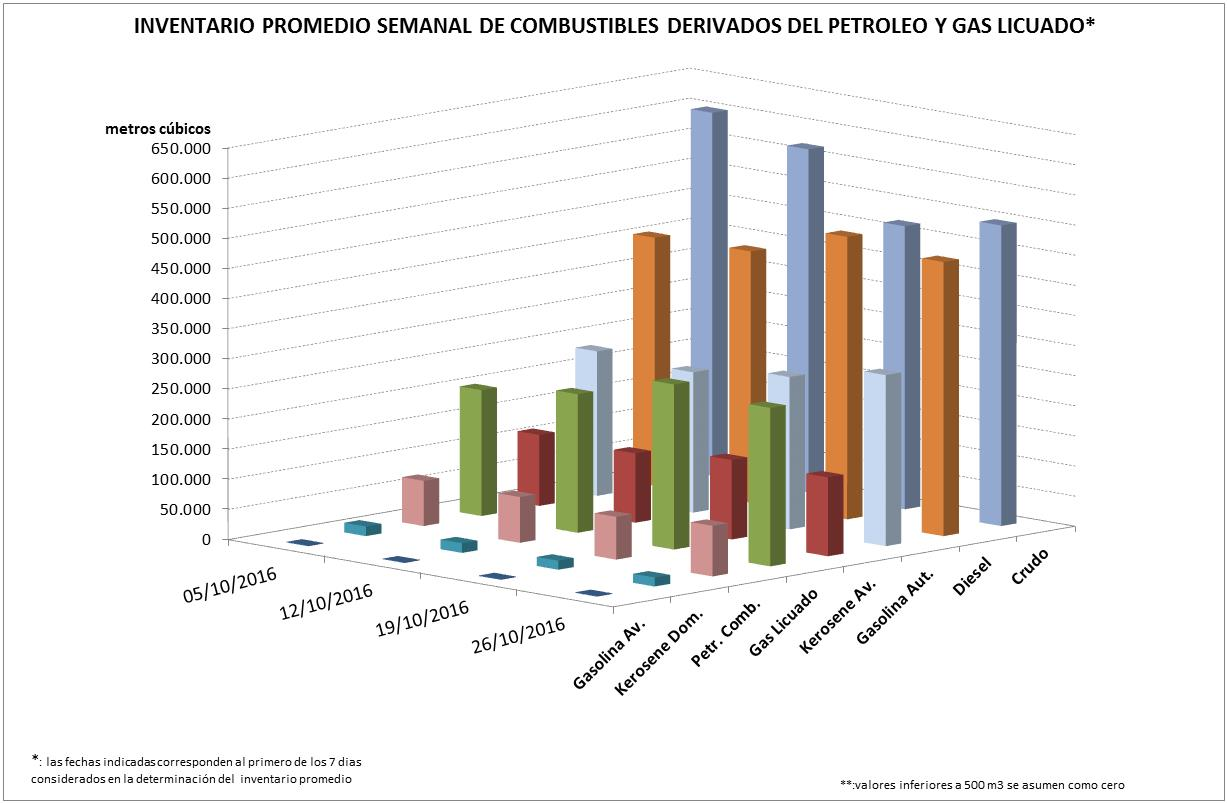 INVENTARIO PROMEDIO SEMANAL DE COMBUSTIBLES DERIVADOS DEL PETROLEO Y GAS LICUADO*
metros cúbicos
650.000
600.000
550.000
500.000
450.000
400.000
350.000
300.000
250.000
200.000
150.000
100.000
50.000
0
05/10/2016
12/10/2016
19/10/2016
26/10/2016
Gasolina Av.
Kerosene Dom.
Petr. Comb.
Gas Licuado
Kerosene Av.
Gasolina Aut.
Diesel
Crudo
*: las fechas indicadas corresponden al primero de los 7 dias
considerados en la determinación del inventario promedio
**:valores inferiores a 500 m3 se asumen como cero